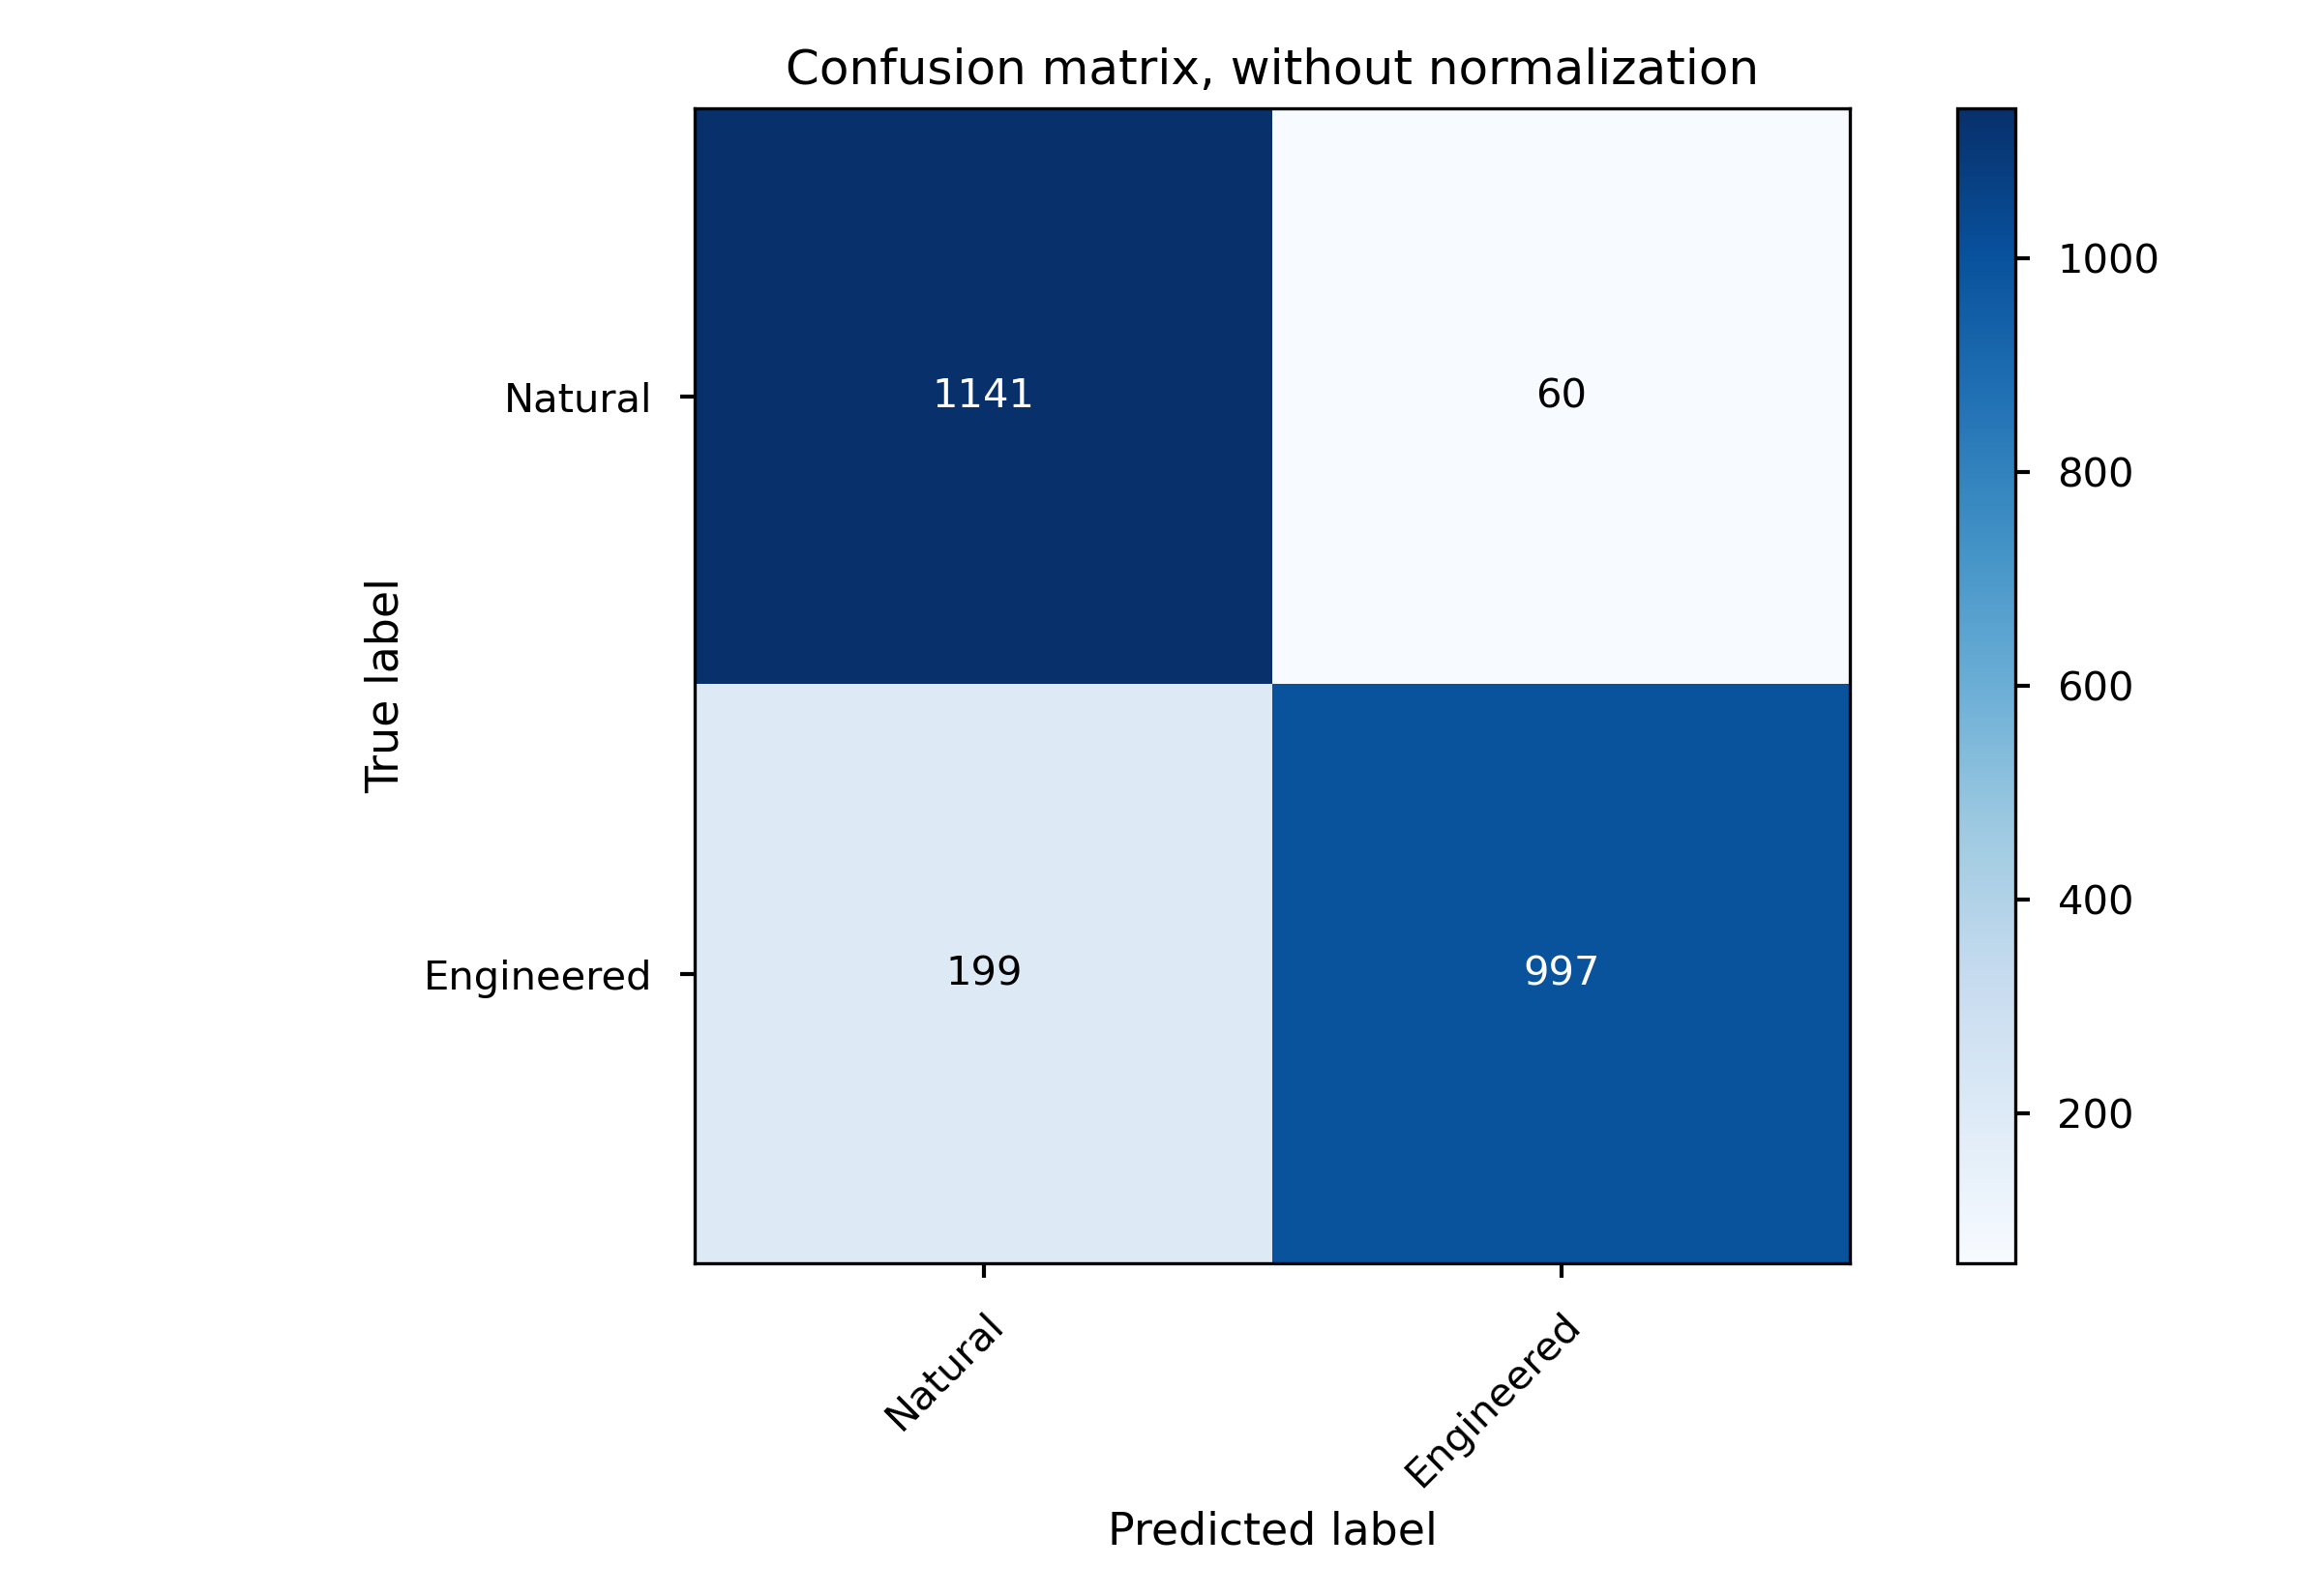 Confusion matrix, without normalization
True label
Natural
Engineered
1141
60
199
997
Natural
Engineered
Predicted label
1000
800
600
400
200